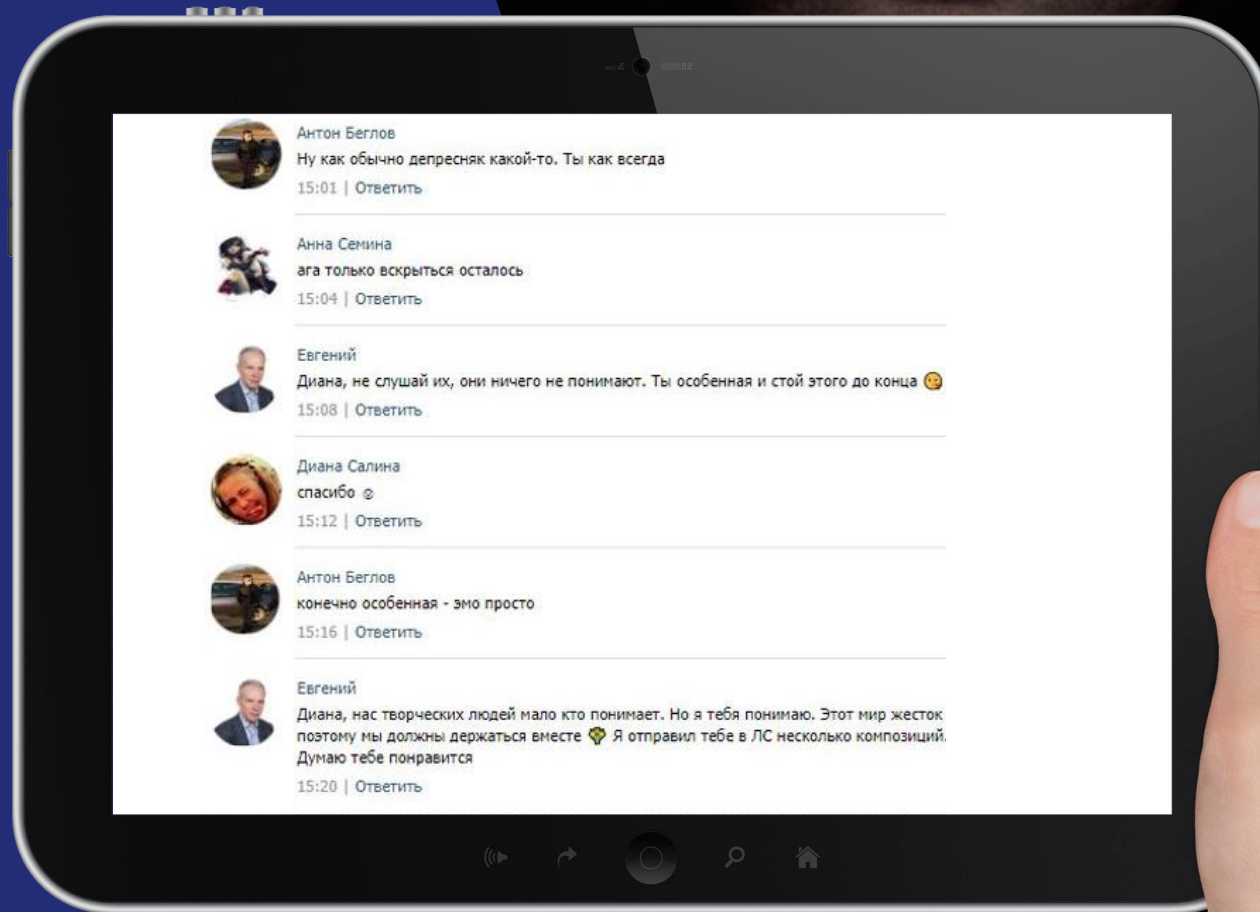 Антон Беглов
Ну как обычно депресняк какой-то. Ты как всегда
15:01 | Ответить
Анна Семина
ага только вскрыться осталось
15:04 | Ответить
Евгений
Диана, не слушай их, они ничего не понимают. Ты особенная и стой этого до конца
15:08 | Ответить
Диана Салина
спасибо
15:12 | Ответить
Антон Беглов
конечно особенная - эмо просто
15:16 | Ответить
Евгений
Диана, нас творческих людей мало кто понимает. Но я тебя понимаю. Этот мир жесток
поэтому мы должны держаться вместе Я отправил тебе в ЛС несколько композиций.
Думаю тебе понравится
15:20 | Ответить